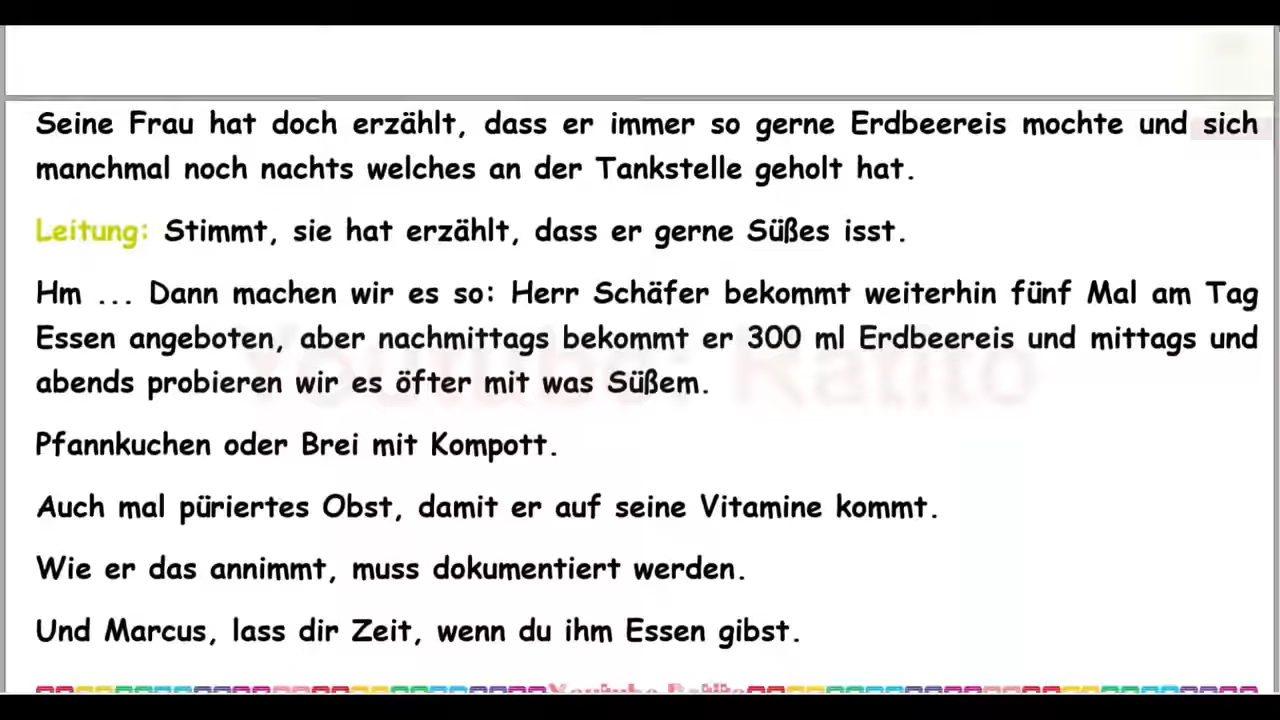 Seine Frau hat doch erzählt, dass er immer so gerne Erdbeereis mochte und sich
manchmal noch nachts welches an der Tankstelle geholt hat.
Leitung: Stimmt, sie hat erzählt, dass er gerne Süßes isst.
Hm ... Dann machen wir es so: Herr Schäfer bekommt weiterhin fünf Mal am Tag
Essen angeboten, aber nachmittags bekommt er 300 ml Erdbeereis und mittags und
abends probieren wir es öfter mit was Süßem.
Pfannkuchen oder Brei mit Kompott.
Auch mal püriertes Obst, damit er auf seine Vitamine kommt.
Wie er das annimmt, muss dokumentiert werden.
Und Marcus, lass dir Zeit, wenn du ihm Essen gibst.